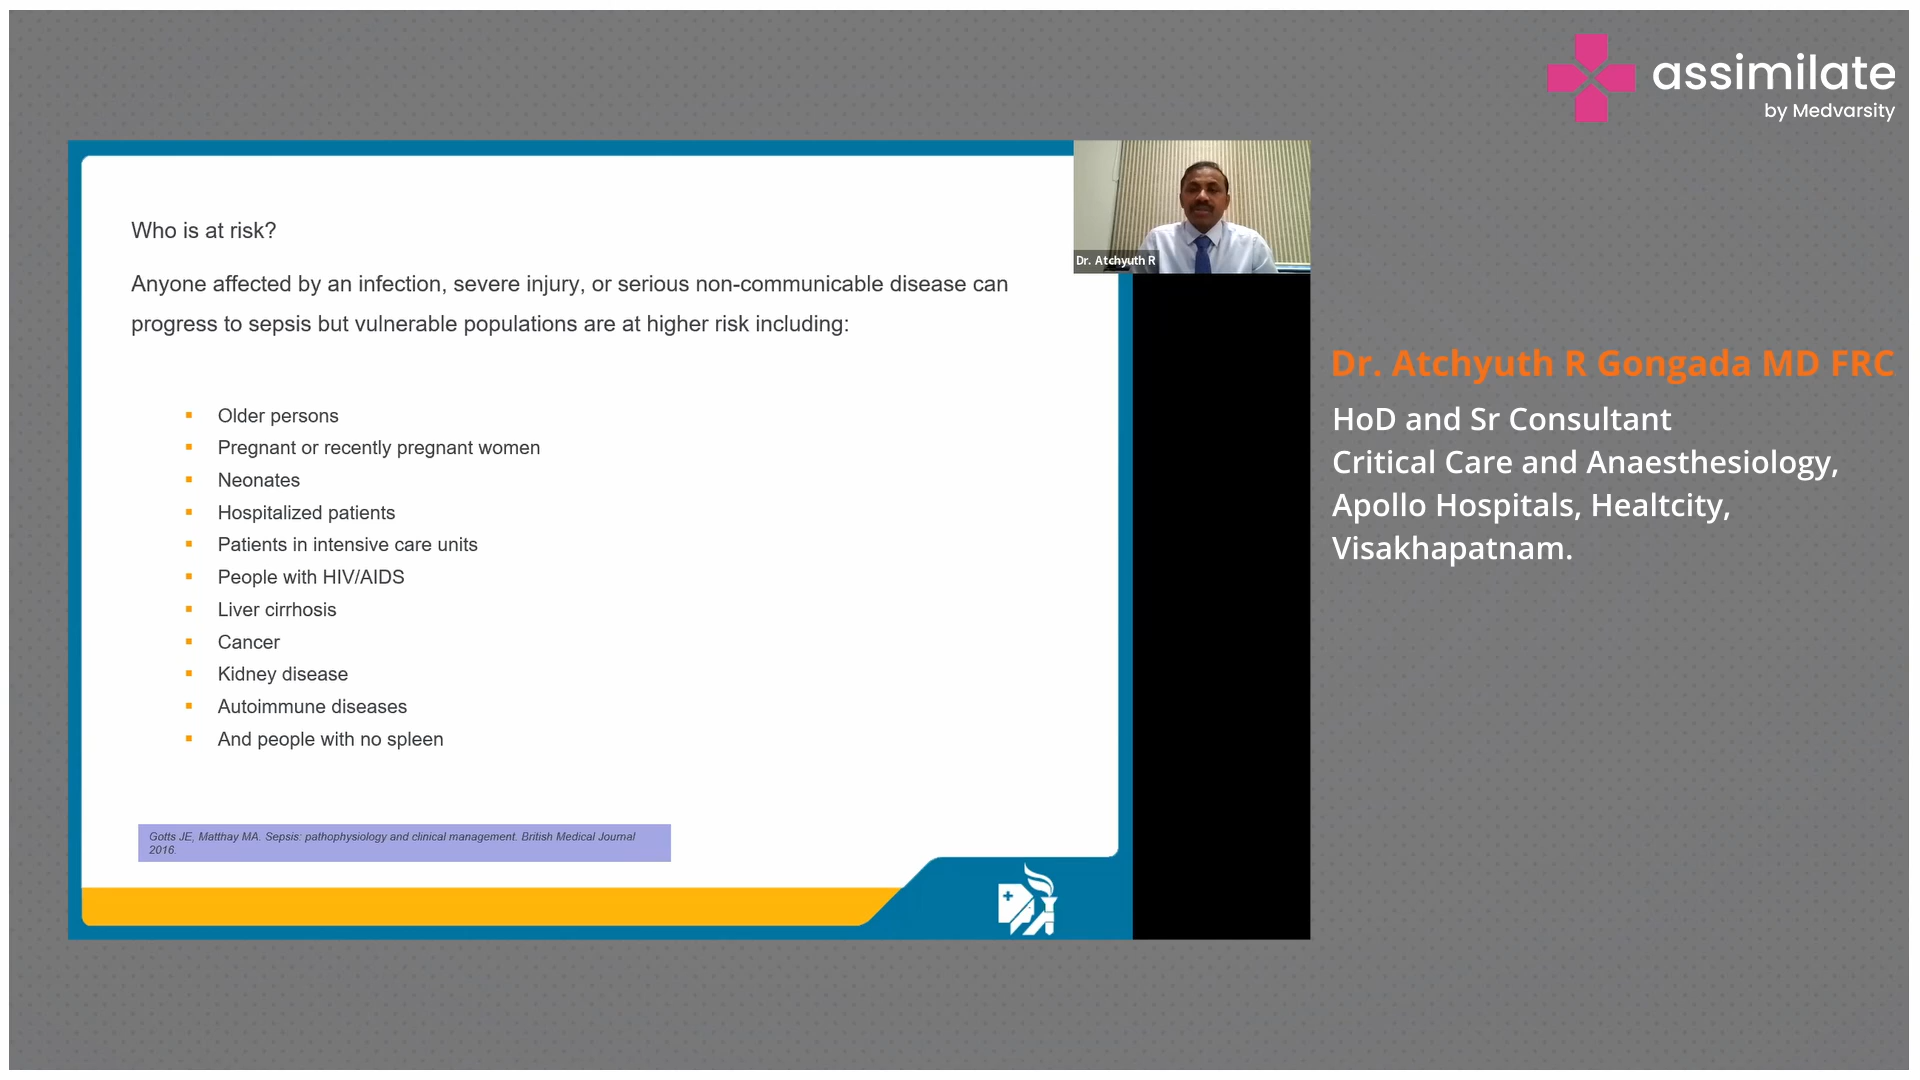 assimilate
by Medvarsity
Who is at risk?
Anyone affected by an infection, severe injury, or serious non-communicable disease can
progress to sepsis but vulnerable populations are at higher risk including:
Older persons
Pregnant or recently pregnant women
Neonates
Hospitalized patients
Patients in intensive care units
People with HIV/AIDS
Liver cirrhosis
Cancer
Kidney disease
Autoimmune diseases
And people with no spleen
Gotts JE, Matthay MA. Sepsis: pathophysiology and clinical management. British Medical Journal
2016.
Dr. Atchyuth R
Dr. Atchyuth R Gongada MD FRC
HoD and Sr Consultant
Critical Care and Anaesthesiology,
Apollo Hospitals, Healtcity,
Visakhapatnam.